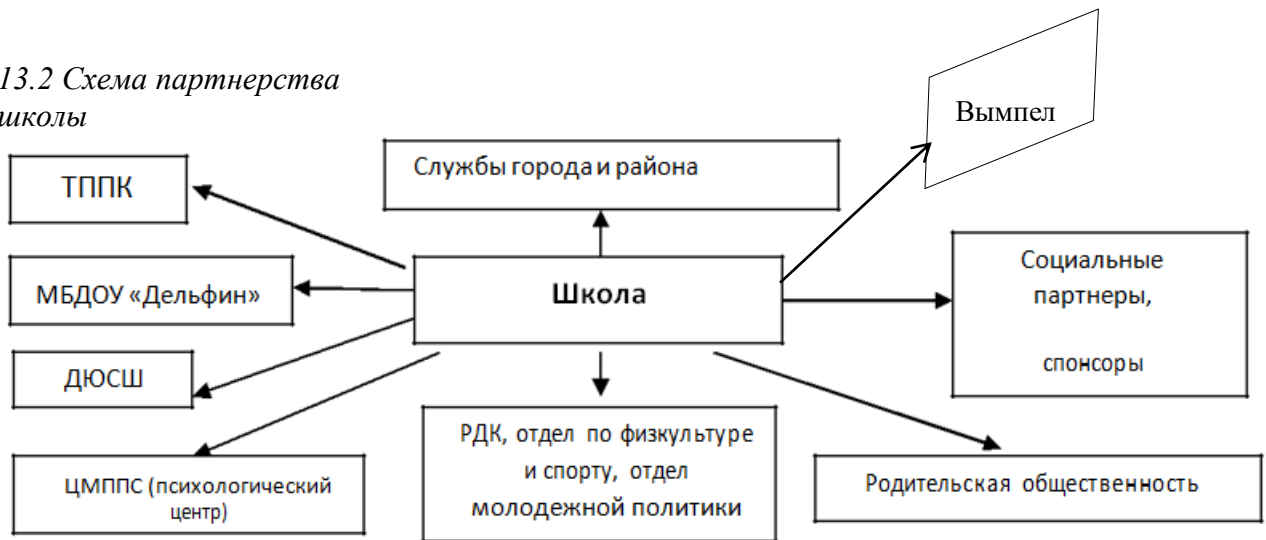 13.2 Схема партнерства
школы
Вымпел
ТППК
Службы города и района
МБДОУ «Дельфин»
Школа
Социальные
партнеры,
спонсоры
ДЮСШ
РДК, отдел по физкультуре
и спорту, отдел
молодежной политики
ЦМППС (психологический
центр)
Родительская общественность